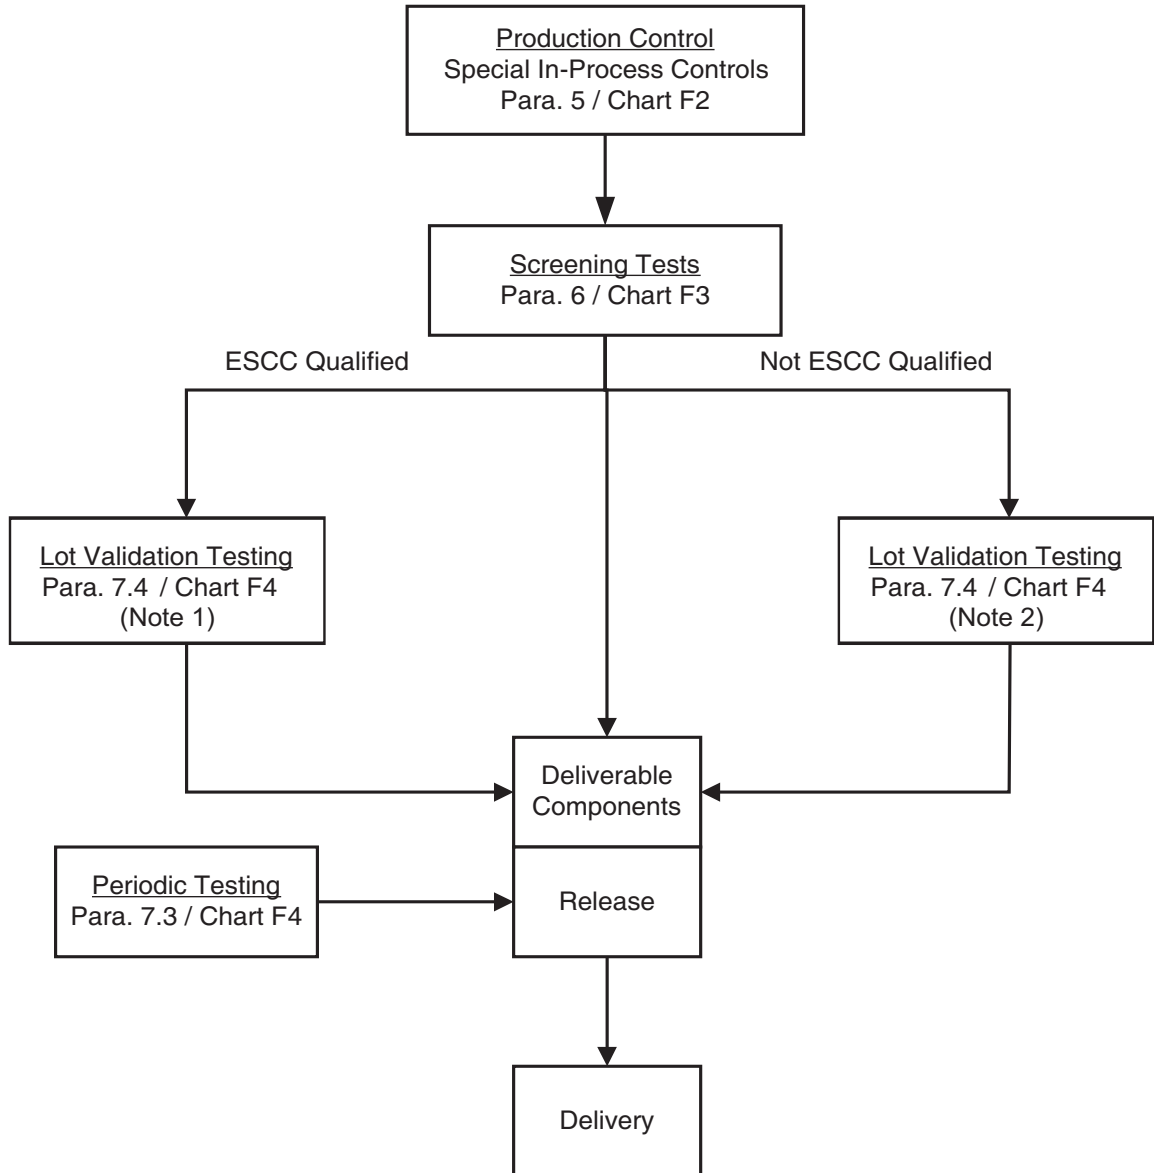 Production Control
Special In-Process Controls
Para. 5 / Chart F2
Screening Tests
Para. 6 / Chart F3
ESCC Qualified
Not ESCC Qualified
Lot Validation Testing
Para. 7.4 / Chart F4
(Note 1)
Lot Validation Testing
Para. 7.4 / Chart F4
(Note 2)
Deliverable
Components
Periodic Testing
Para. 7.3 / Chart F4
Release
Delivery